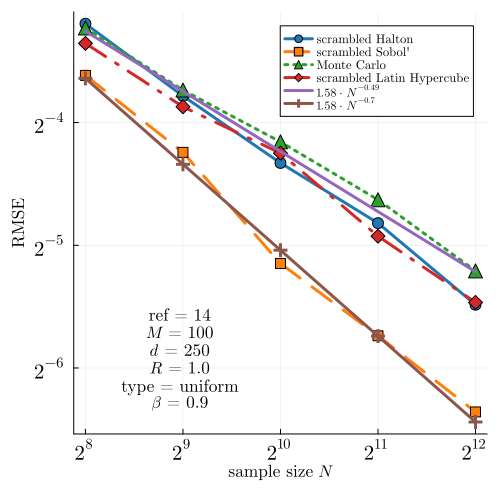 scrambled Halton
scrambled Sobol'
Monte Carlo
scrambled Latin Hypercube
1.58 · N^{-0.49}
1.58 · N^{-0.7}
2^{-4}
2^{-5}
2^{-6}
RMSE
ref = 14
M = 100
d = 250
R = 1.0
type = uniform
β = 0.9
2^8 2^9 2^{10} 2^{11} 2^{12}
sample size N